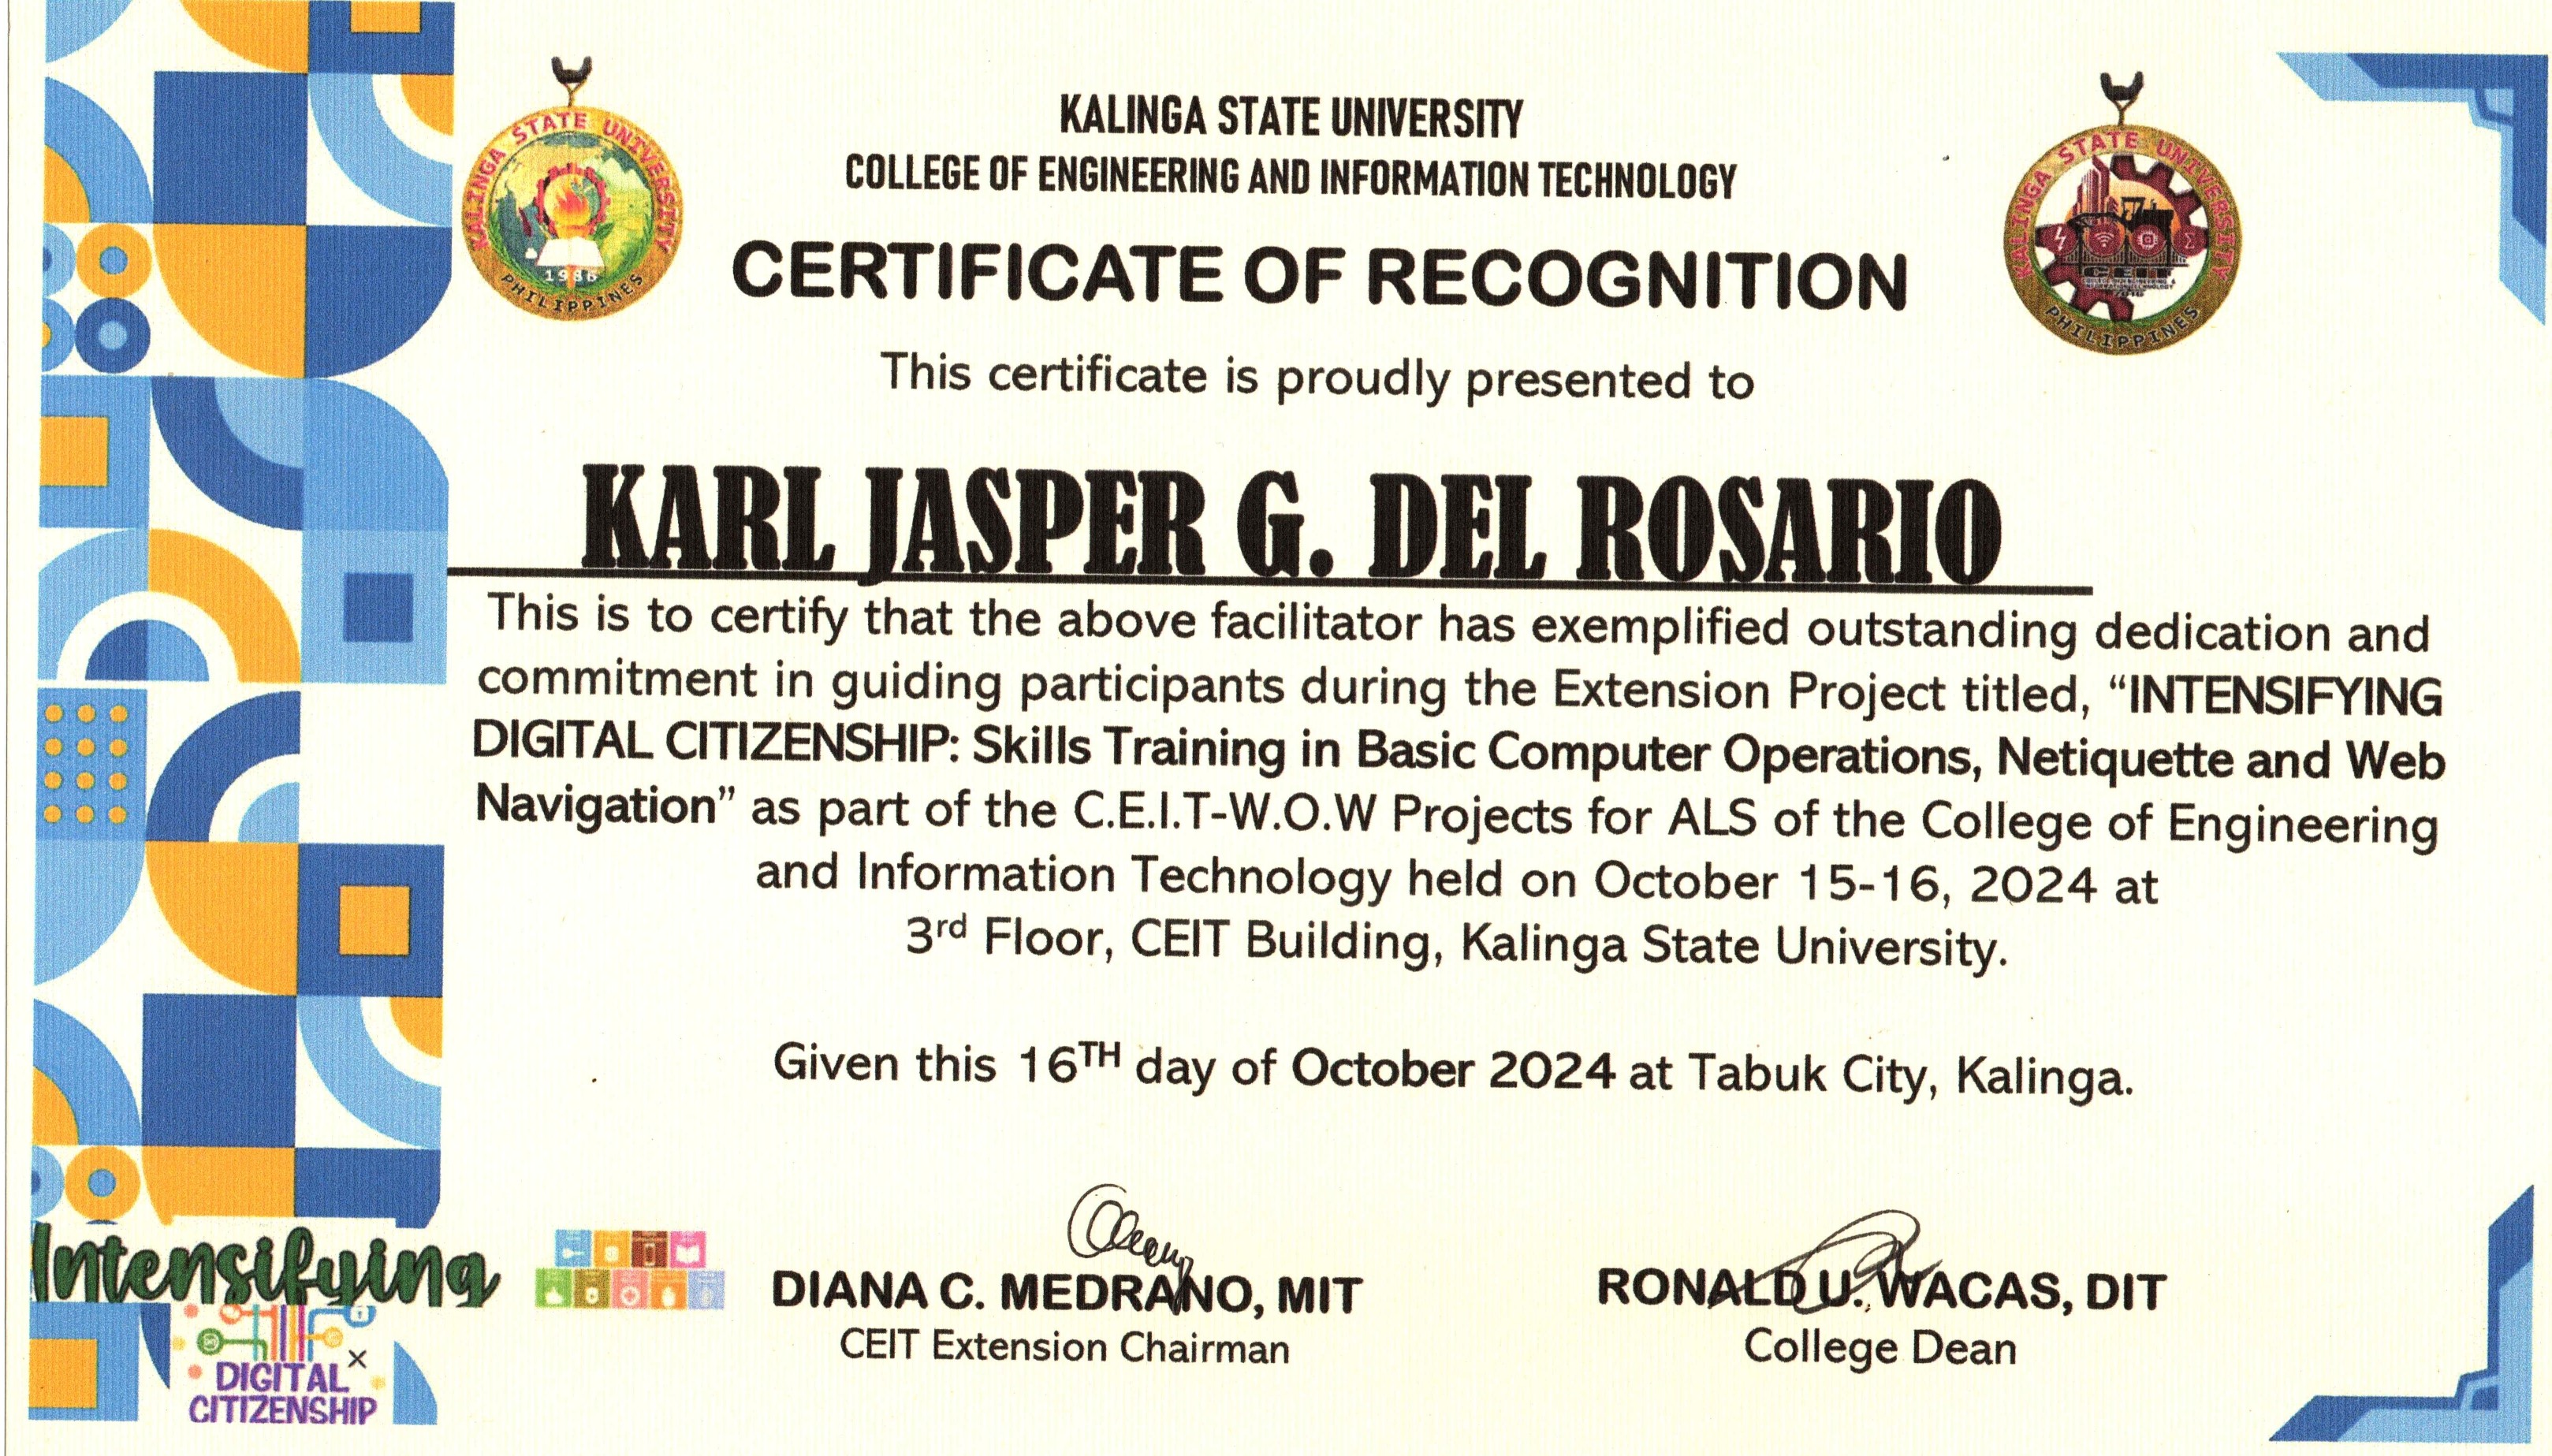 KALINGA STATE UNIVERSITY
COLLEGE OF ENGINEERING AND INFORMATION TECHNOLOGY
KALINGA STATE UNIVERSITY
1986
PHILIPPINES
KALINGA STATE UNIVERSITY
CEIT
PHILIPPINES
CERTIFICATE OF RECOGNITION
This certificate is proudly presented to
KARL JASPER G. DEL ROSARIO
This is to certify that the above facilitator has exemplified outstanding dedication and
commitment in guiding participants during the Extension Project titled, “INTENSIFYING
DIGITAL CITIZENSHIP: Skills Training in Basic Computer Operations, Netiquette and Web
Navigation” as part of the C.E.I.T-W.O.W Projects for ALS of the College of Engineering
and Information Technology held on October 15-16, 2024 at
3rd Floor, CEIT Building, Kalinga State University.
Given this 16TH day of October 2024 at Tabuk City, Kalinga.
Intensifying
DIGITAL
CITIZENSHIP
DIANA C. MEDRANO, MIT
CEIT Extension Chairman
RONALD U. WACAS, DIT
College Dean